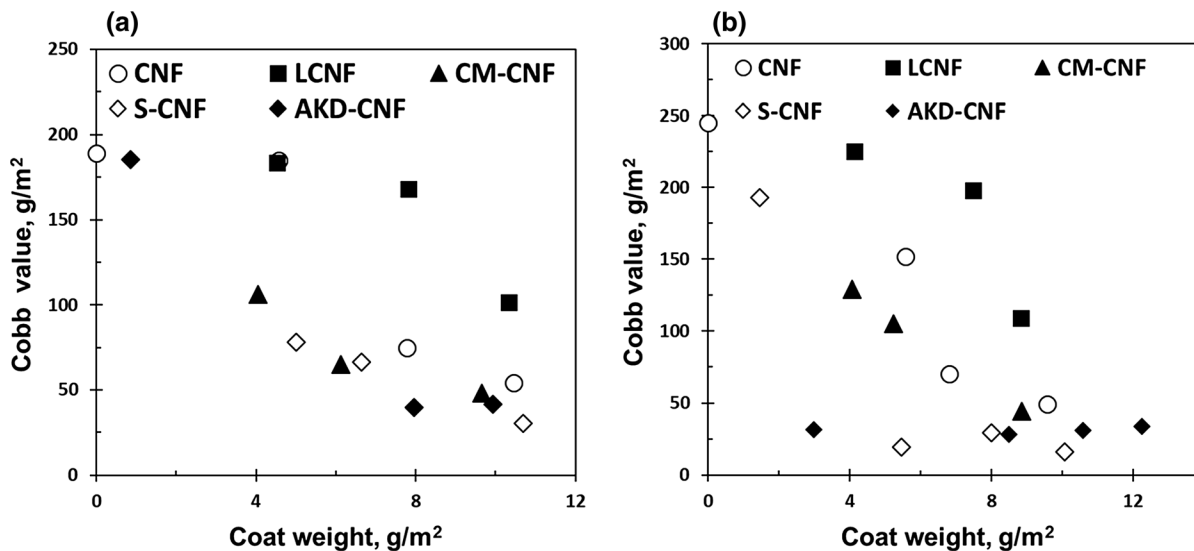 (a)
250
200
150
100
50
0
0 4 8 12
Cobb value, g/m²
Coat weight, g/m²
CNF LCNF CM-CNF
S-CNF AKD-CNF
(b)
300
250
200
150
100
50
0
0 4 8 12
Cobb value, g/m²
Coat weight, g/m²
CNF LCNF CM-CNF
S-CNF AKD-CNF